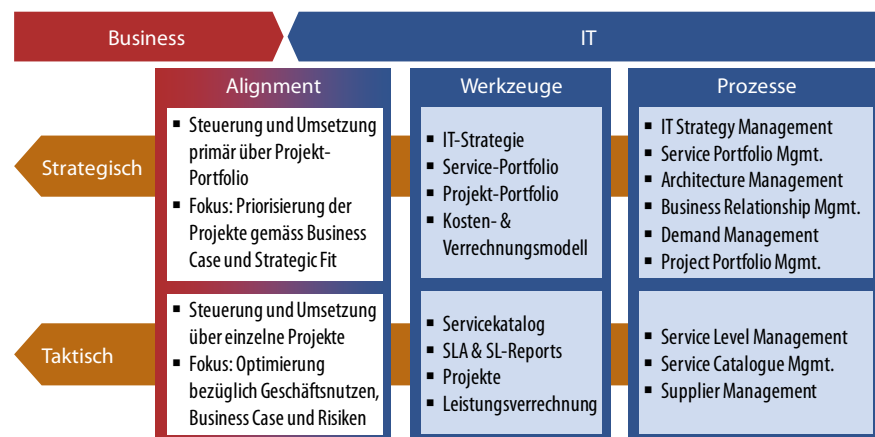 Business
IT
Alignment
Werkzeuge
Prozesse
Strategisch
▪ Steuerung und Umsetzung
primär über Projekt-
Portfolio
▪ Fokus: Priorisierung der
Projekte gemäss Business
Case und Strategic Fit
▪ IT-Strategie
▪ Service-Portfolio
▪ Projekt-Portfolio
▪ Kosten- &
Verrechnungsmodell
▪ IT Strategy Management
▪ Service Portfolio Mgmt.
▪ Architecture Management
▪ Business Relationship Mgmt.
▪ Demand Management
▪ Project Portfolio Mgmt.
Taktisch
▪ Steuerung und Umsetzung
über einzelne Projekte
▪ Fokus: Optimierung
bezüglich Geschäftsnutzen,
Business Case und Risiken
▪ Servicekatalog
▪ SLA & SL-Reports
▪ Projekte
▪ Leistungsverrechnung
▪ Service Level Management
▪ Service Catalogue Mgmt.
▪ Supplier Management